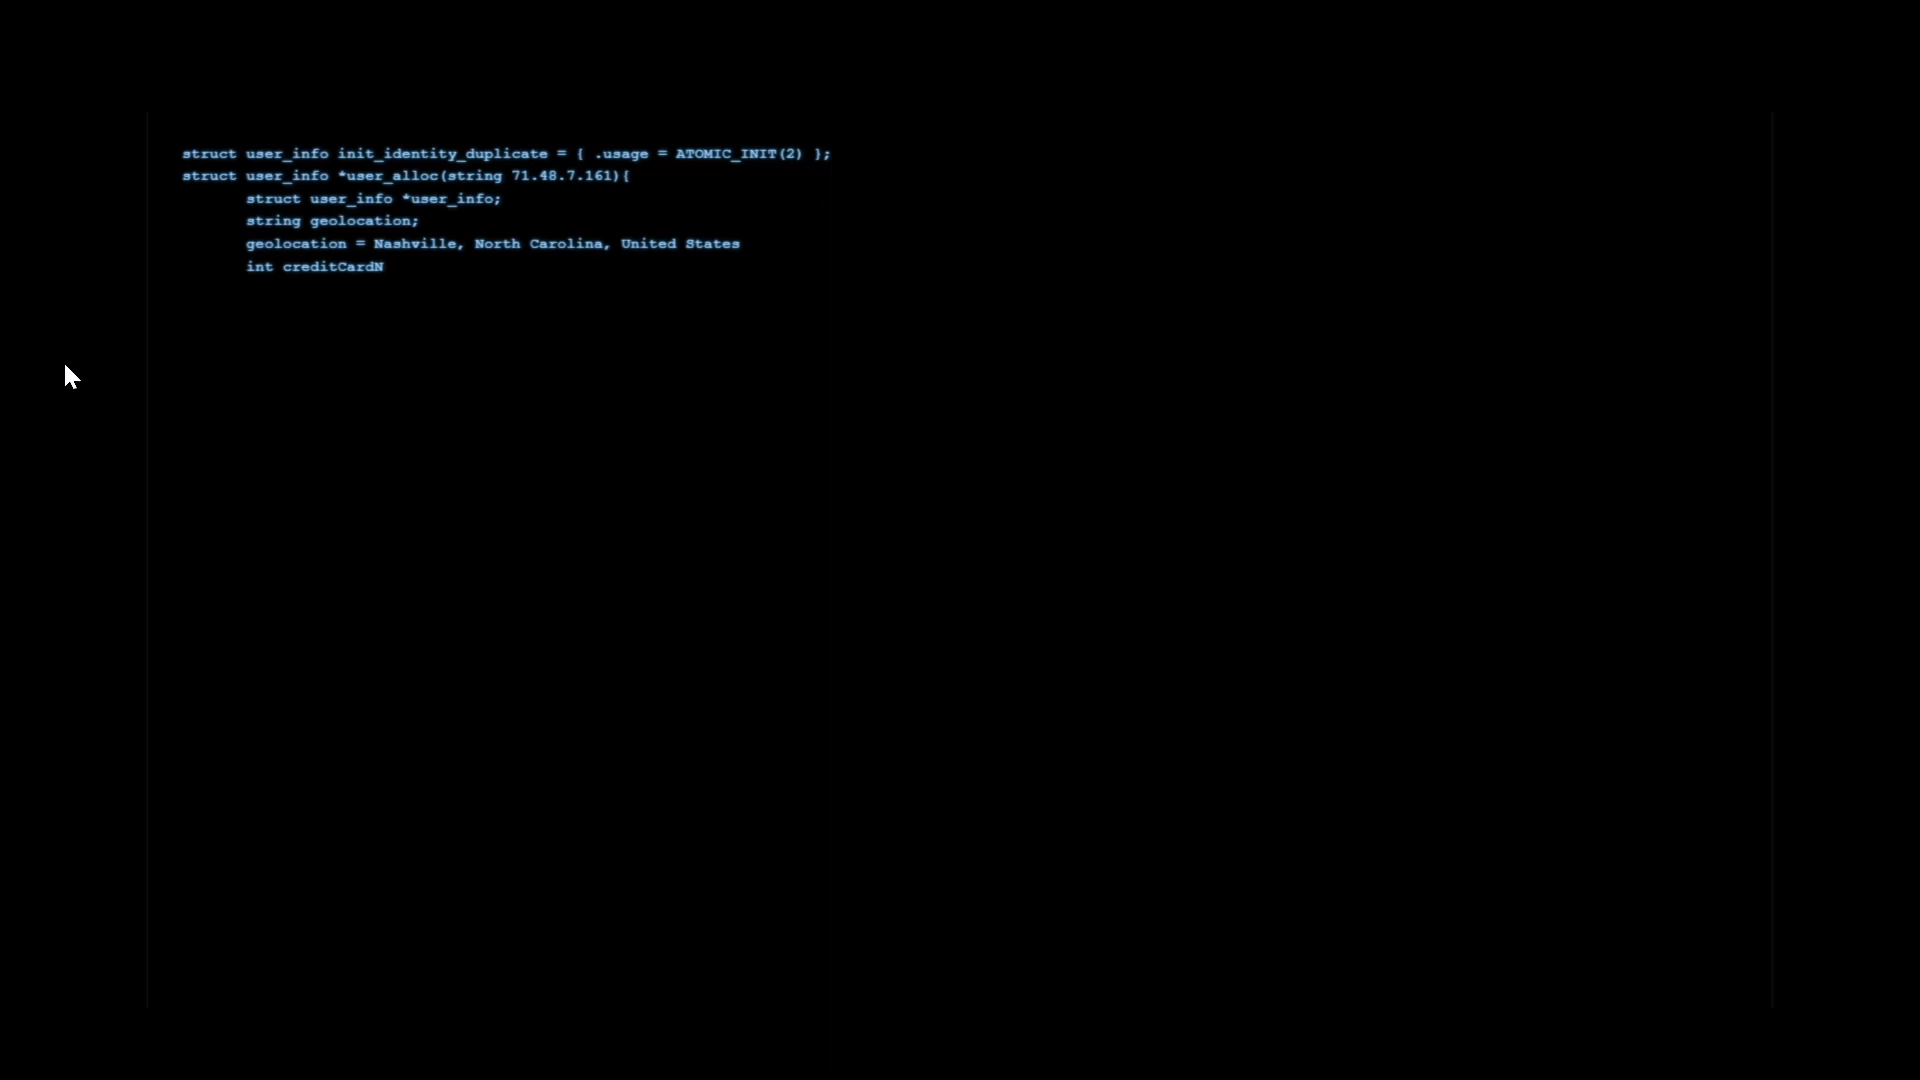 struct user_info init_identity_duplicate = { .usage = ATOMIC_INIT(2) };
struct user_info *user_alloc(string 71.48.7.161){
struct user_info *user_info;
string geolocation;
geolocation = Nashville, North Carolina, United States
int creditCardN